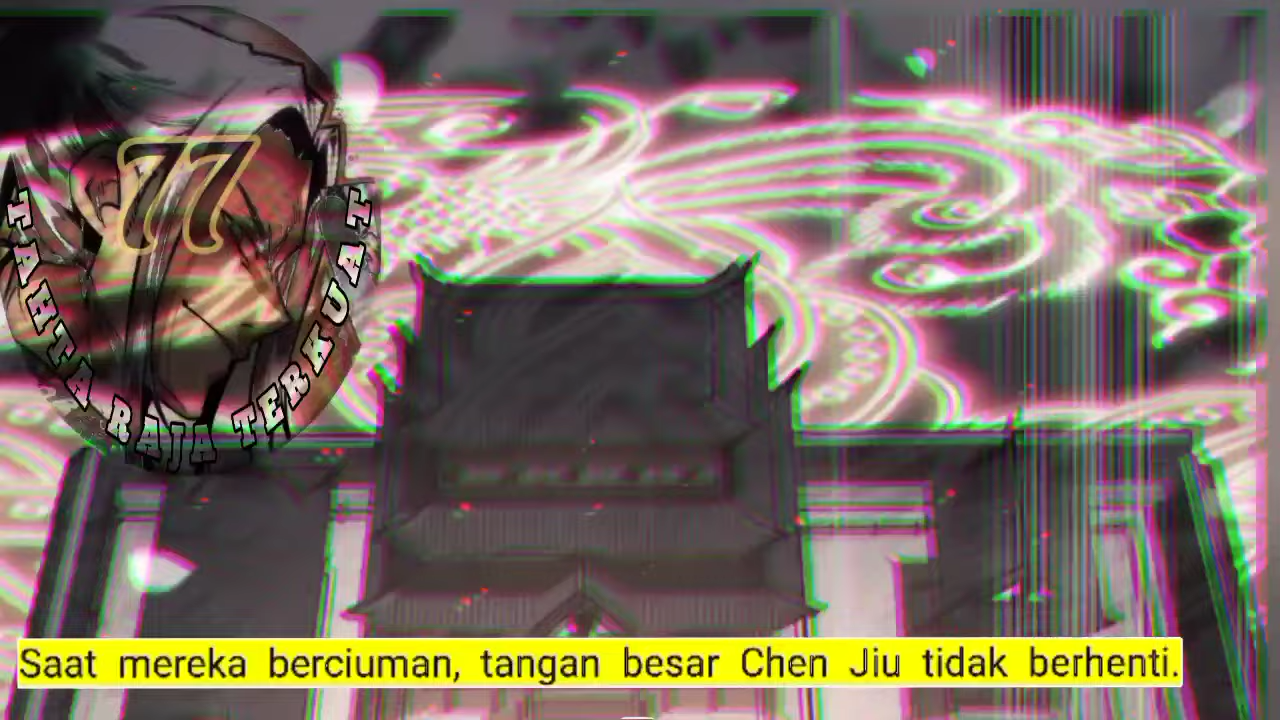 77
TAHTA RAJA TERKUAT
Saat mereka berciuman, tangan besar Chen Jiu tidak berhenti.